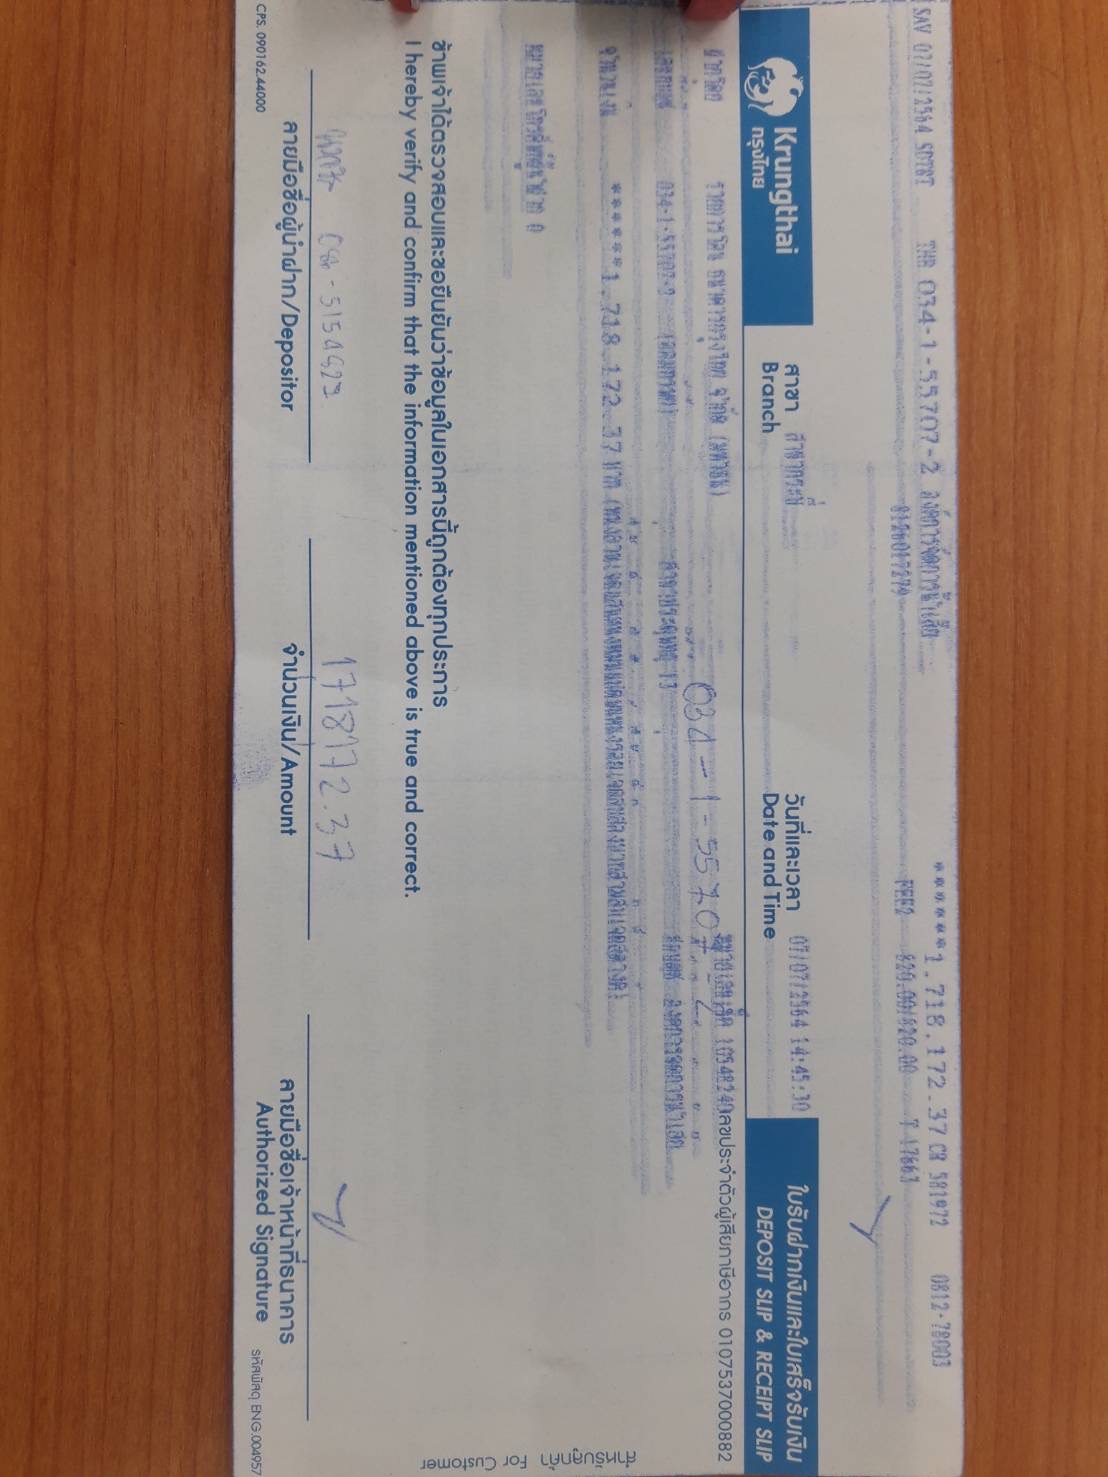 SAV 07/07/2564 SDTBT THB 034-1-55707-2 องค์การจัดการน้ำเสีย ******1,718,172.37 CR 581972 0812-78003
8126017279 FEE2 820.00/820.00 T 17663
Krungthai
กรุงไทย
สาขา สาขากระบี่
Branch
วันที่และเวลา 07/07/2564 14:45:30
Date and Time
ใบรับฝากเงินและใบเสร็จรับเงิน
DEPOSIT SLIP & RECEIPT SLIP
ฝากโดย รายการโอน ธนาคารกรุงไทย จำกัด (มหาชน) หมายเลขเช็ค 10548240 เลขประจำตัวผู้เสียภาษีอากร 0107537000882
034-1-55707-2
เลขที่บัญชี 034-1-55707-2 (ออมทรัพย์) สาขาประดิพัทธ์ 13 ชื่อบัญชี องค์การจัดการน้ำเสีย
จำนวนเงิน ******1,718,172.37 บาท (หนึ่งล้านเจ็ดแสนหนึ่งหมื่นแปดพันหนึ่งร้อยเจ็ดสิบสองบาทสามสิบเจ็ดสตางค์)
หมายเลขโทรศัพท์ผู้นำฝาก 0
สำหรับลูกค้า For Customer
ข้าพเจ้าได้ตรวจสอบและขอยืนยันว่าข้อมูลในเอกสารนี้ถูกต้องทุกประการ
I hereby verify and confirm that the information mentioned above is true and correct.
1718172.37
ลายมือชื่อผู้นำฝาก/Depositor
จำนวนเงิน/Amount
ลายมือชื่อเจ้าหน้าที่ธนาคาร
Authorized Signature
CPS. 090162.44000
รหัสพัสดุ ENG.004957